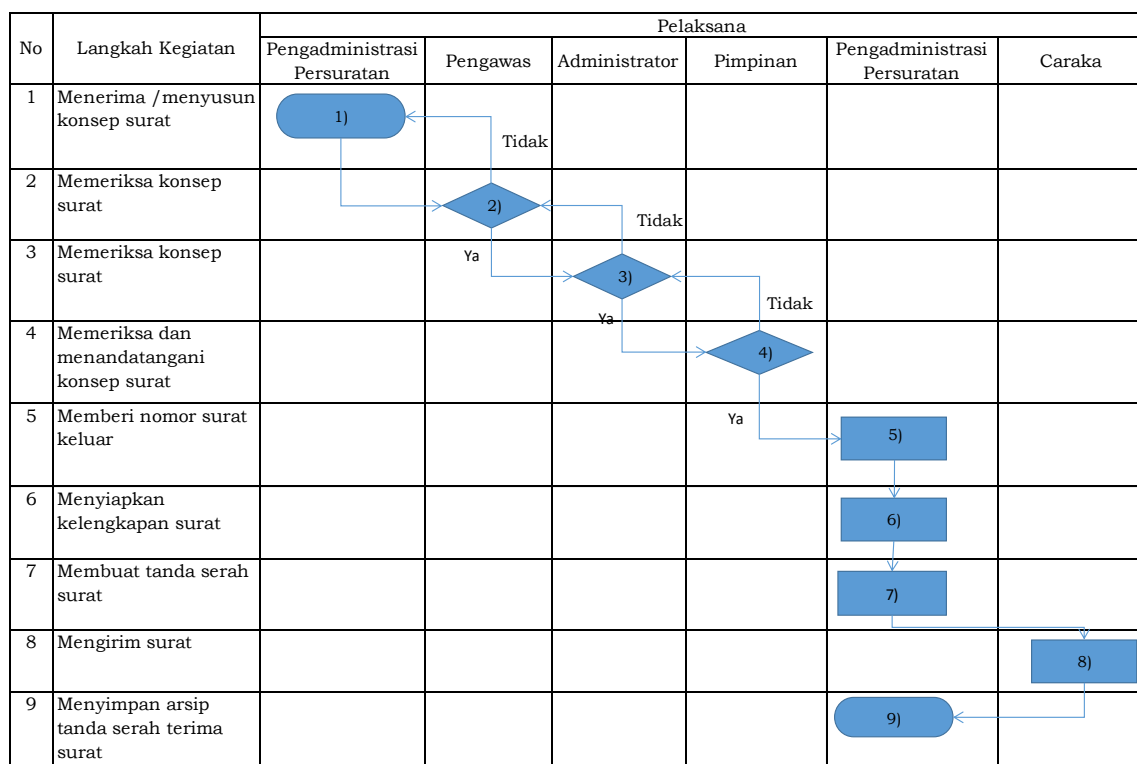 No
Langkah Kegiatan
Pelaksana
Pengadministrasi
Persuratan
Pengawas
Administrator
Pimpinan
Pengadministrasi
Persuratan
Caraka
1
Menerima /menyusun
konsep surat
1)
Tidak
2
Memeriksa konsep
surat
2)
Tidak
3
Memeriksa konsep
surat
Ya
3)
Tidak
4
Memeriksa dan
menandatangani
konsep surat
Ya
4)
5
Memberi nomor surat
keluar
Ya
5)
6
Menyiapkan
kelengkapan surat
6)
7
Membuat tanda serah
surat
7)
8
Mengirim surat
8)
9
Menyimpan arsip
tanda serah terima
surat
9)